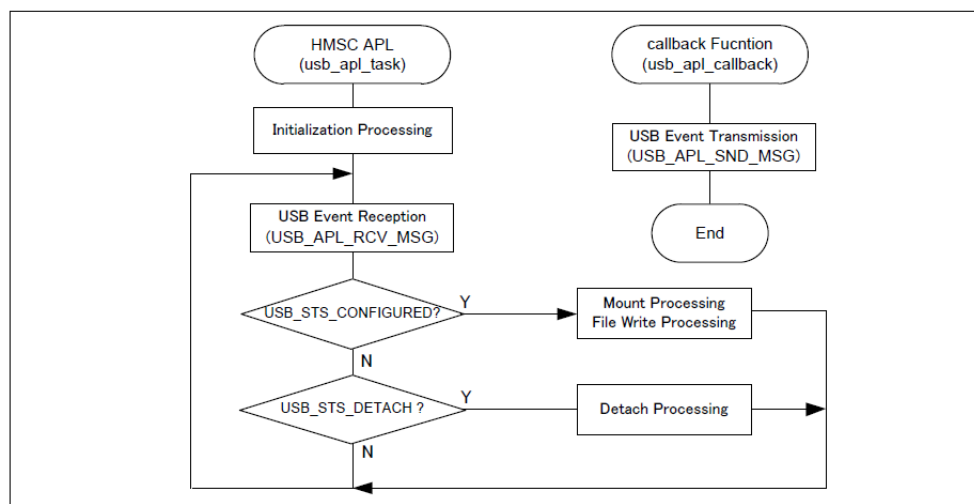 HMSC APL
(usb_apl_task)
Initialization Processing
USB Event Reception
(USB_APL_RCV_MSG)
USB_STS_CONFIGURED?
Y
Mount Processing
File Write Processing
N
USB_STS_DETACH ?
Y
Detach Processing
N
callback Fucntion
(usb_apl_callback)
USB Event Transmission
(USB_APL_SND_MSG)
End